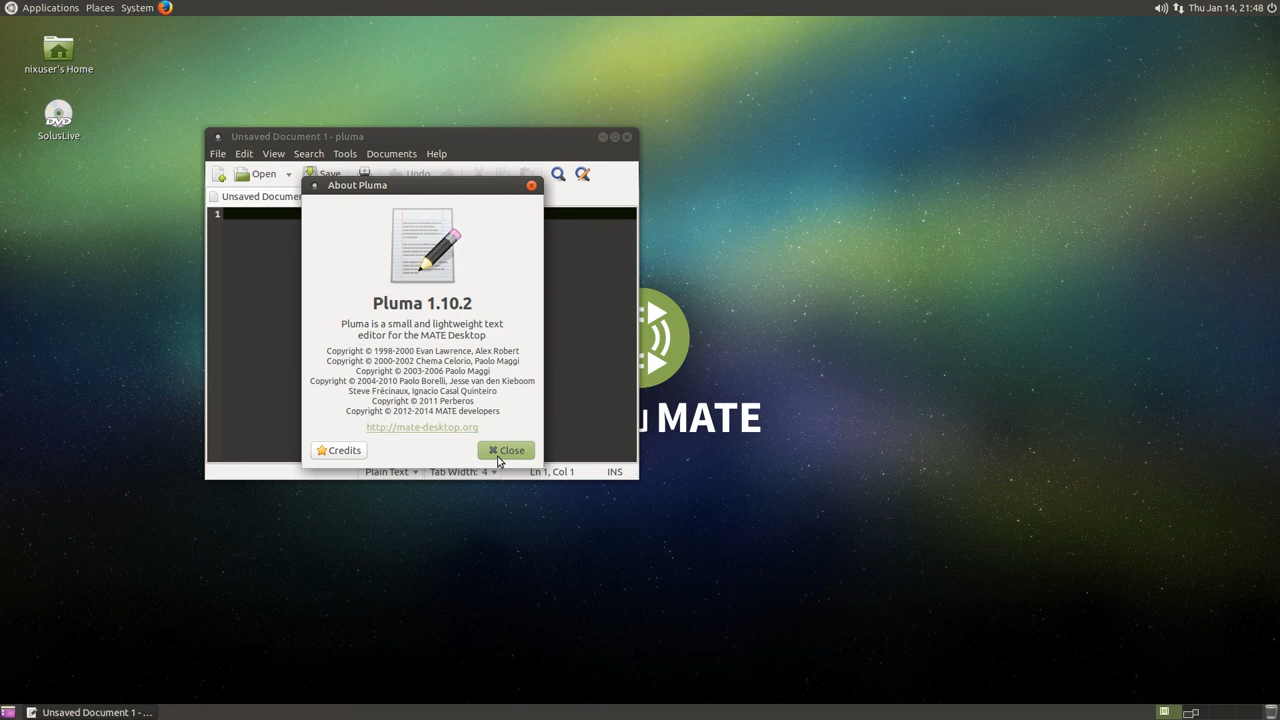 Applications Places System
Thu Jan 14, 21:48
nixuser's Home
SolusLive
Unsaved Document 1 - pluma
File Edit View Search Tools Documents Help
Open Save Undo
Unsaved
About Pluma
1
Pluma 1.10.2
Pluma is a small and lightweight text
editor for the MATE Desktop
Copyright © 1998-2000 Evan Lawrence, Alex Robert
Copyright © 2000-2002 Chema Celorio, Paolo Maggi
Copyright © 2003-2006 Paolo Maggi
Copyright © 2004-2010 Paolo Borelli, Jesse van den Kieboom
Steve Frécinaux, Ignacio Casal Quinteiro
Copyright © 2011 Perberos
Copyright © 2012-2014 MATE developers
http://mate-desktop.org
Credits Close
Plain Text Tab Width: 4 Ln 1, Col 1 INS
MATE
Unsaved Document 1 - ...